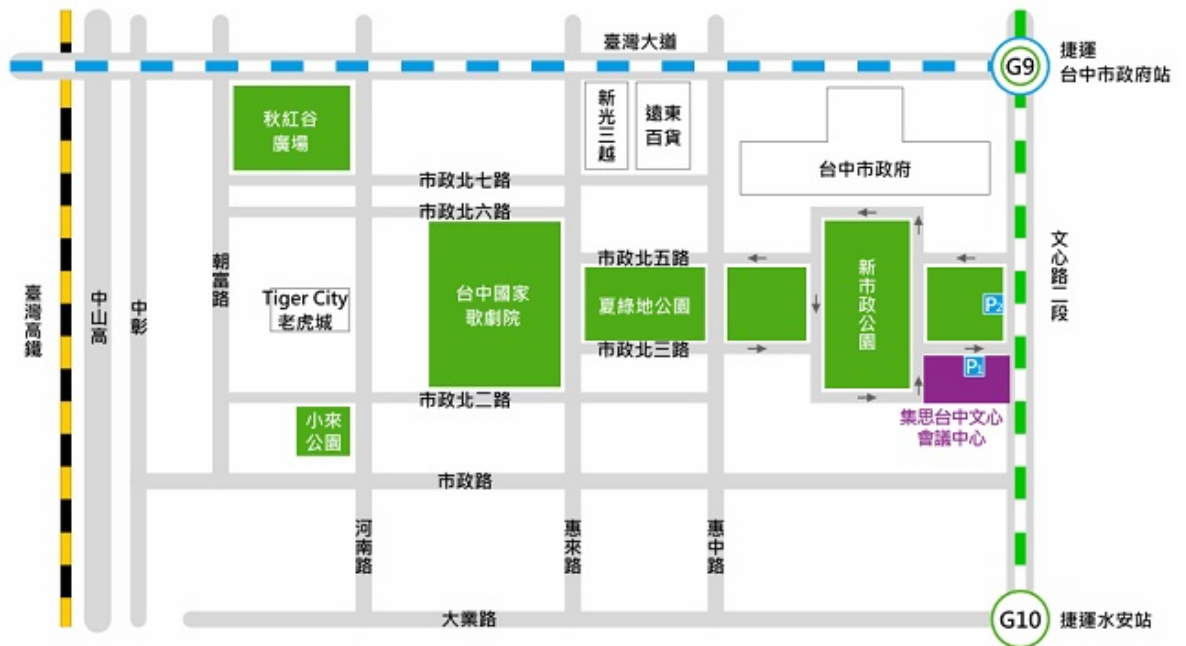 臺灣大道
G9
捷運
台中市政府站
秋紅谷
廣場
新光三越
遠東
百貨
台中市政府
市政北七路
市政北六路
朝富路
市政北五路
文心路二段
臺灣高鐵
中山高
中彰
Tiger City
老虎城
台中國家
歌劇院
夏綠地公園
新市政公園
P2
市政北三路
P1
市政北二路
小來
公園
集思台中文心
會議中心
市政路
河南路
惠來路
惠中路
大業路
G10
捷運水安站